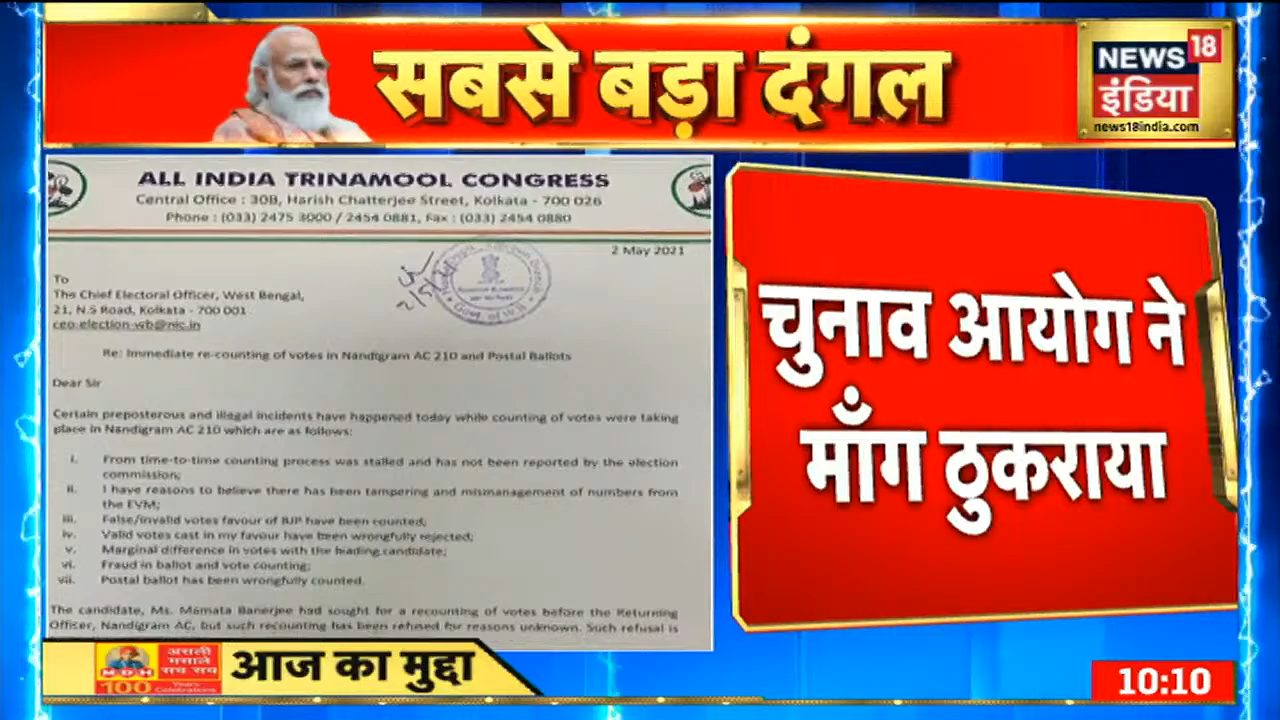 सबसे बड़ा दंगल
NEWS 18
इंडिया
news18india.com
ALL INDIA TRINAMOOL CONGRESS
Central Office : 30B, Harish Chatterjee Street, Kolkata - 700 026
Phone : (033) 2475 3000 / 2454 0881, Fax : (033) 2454 0880
2 May 2021
To
The Chief Electoral Officer, West Bengal,
21, N.S Road, Kolkata - 700 001
ceo.election-wb@nic.in
Re: Immediate re-counting of votes in Nandigram AC 210 and Postal Ballots
Dear Sir
Certain preposterous and illegal incidents have happened today while counting of votes were taking
place in Nandigram AC 210 which are as follows:
i. From time-to-time counting process was stalled and has not been reported by the election
commission;
ii. I have reasons to believe there has been tampering and mismanagement of numbers from
the EVM;
iii. False/invalid votes favour of BJP have been counted;
iv. Valid votes cast in my favour have been wrongfully rejected;
v. Marginal difference in votes with the leading candidate;
vi. Fraud in ballot and vote counting;
vii. Postal ballot has been wrongfully counted.
The candidate, Ms. Mamata Banerjee had sought for a recounting of votes before the Returning
Officer, Nandigram AC, but such recounting has been refused for reasons unknown. Such refusal is
चुनाव आयोग ने
माँग ठुकराया
MDH
100 Years Celebrations
असली
मसाले
सच सच
आज का मुद्दा
10:10